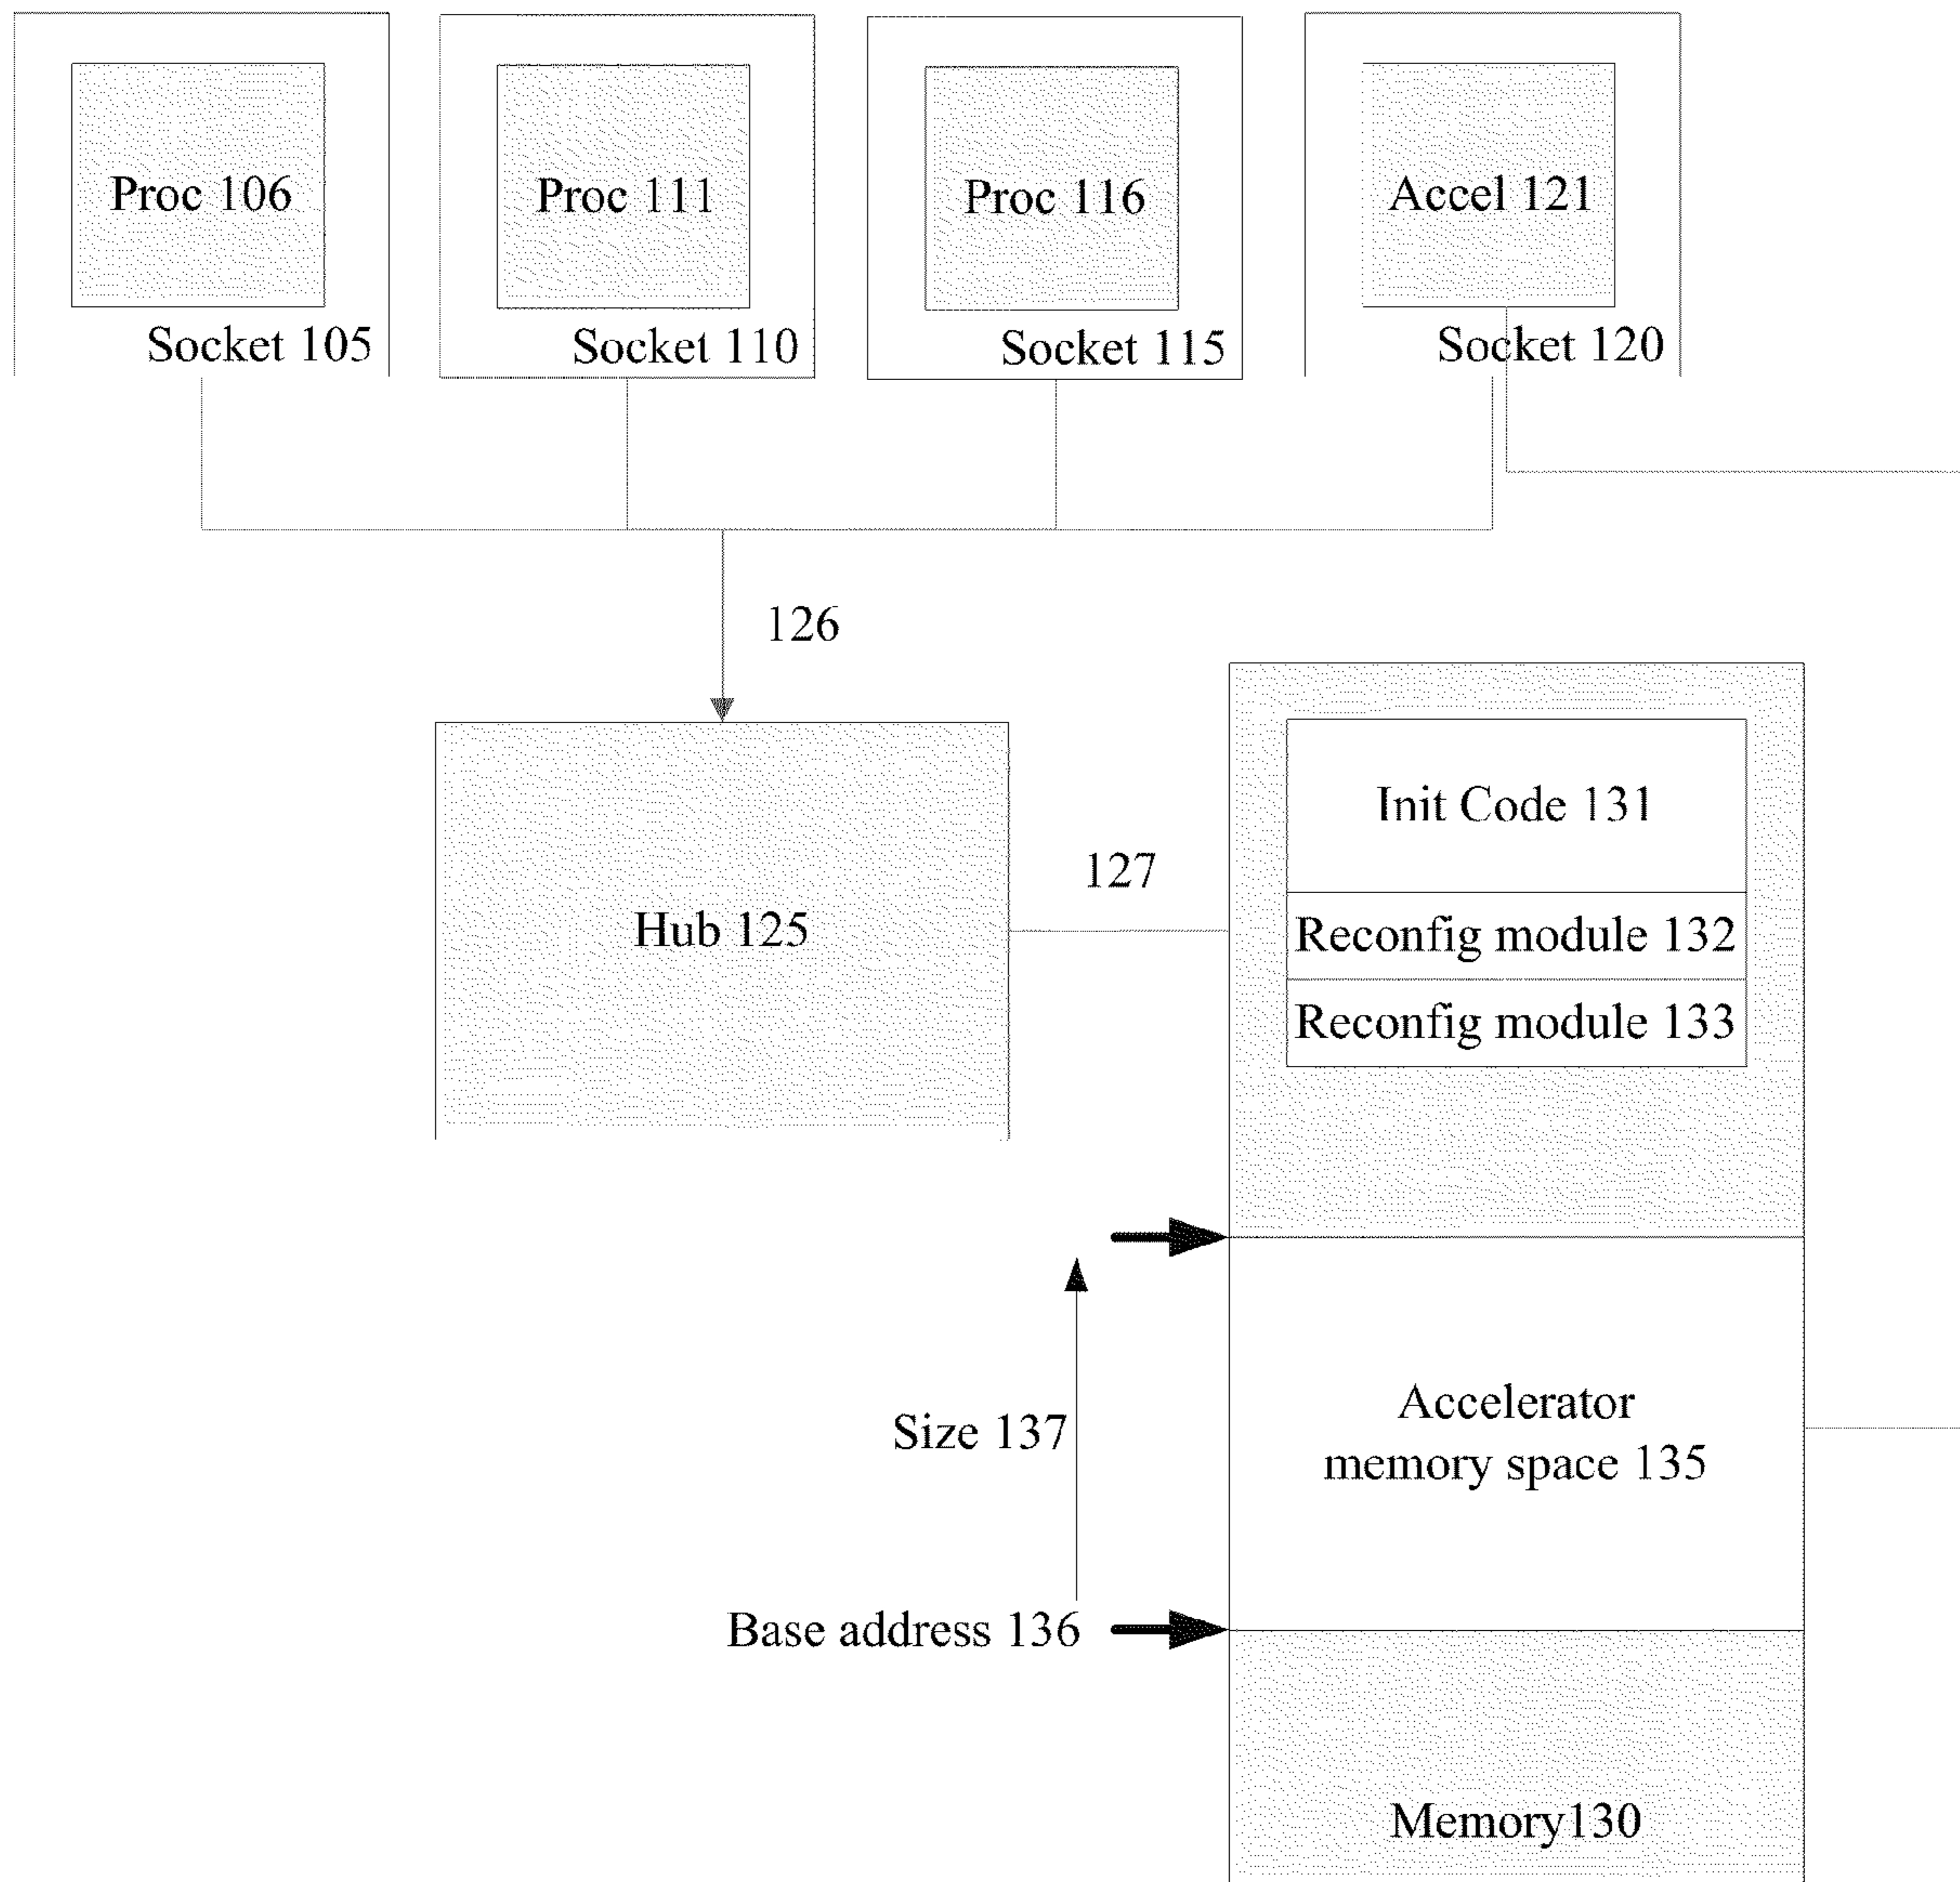 Proc 106
Proc 111
Proc 116
Accel 121
Socket 105
Socket 110
Socket 115
Socket 120
126
Init Code 131
127
Hub 125
Reconfig module 132
Reconfig module 133
Accelerator
memory space 135
Size 137
Base address 136
Memory130